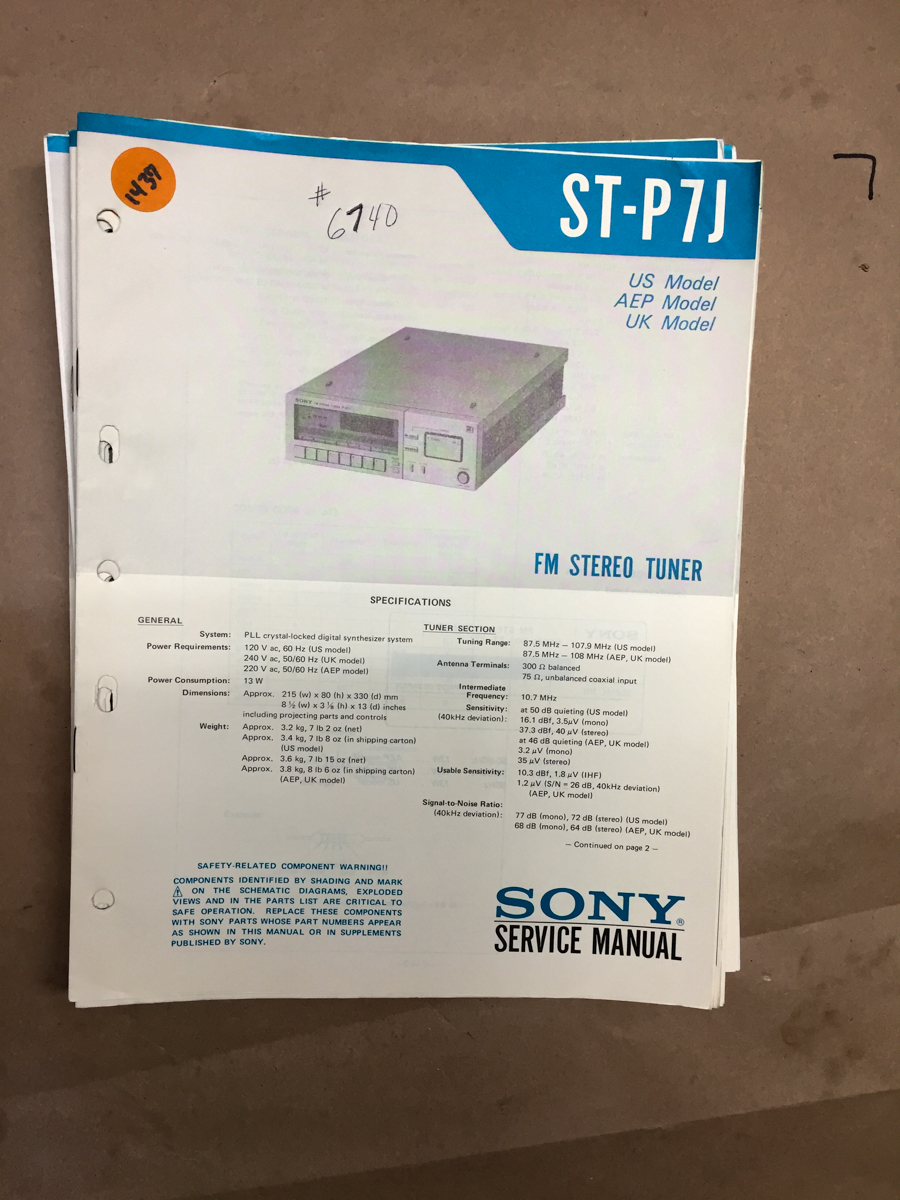 1437
#
6740
ST-P7J
US Model
AEP Model
UK Model
SONY
FM STEREO TUNER
SPECIFICATIONS
GENERAL
System: PLL crystal-locked digital synthesizer system
Power Requirements: 120 V ac, 60 Hz (US model)
240 V ac, 50/60 Hz (UK model)
220 V ac, 50/60 Hz (AEP model)
Power Consumption: 13 W
Dimensions: Approx. 215 (w) x 80 (h) x 330 (d) mm
8 ½ (w) x 3 ⅛ (h) x 13 (d) inches
including projecting parts and controls
Weight: Approx. 3.2 kg, 7 lb 2 oz (net)
Approx. 3.4 kg, 7 lb 8 oz (in shipping carton)
(US model)
Approx. 3.6 kg, 7 lb 15 oz (net)
Approx. 3.8 kg, 8 lb 6 oz (in shipping carton)
(AEP, UK model)
TUNER SECTION
Tuning Range: 87.5 MHz – 107.9 MHz (US model)
87.5 MHz – 108 MHz (AEP, UK model)
Antenna Terminals: 300 Ω balanced
75 Ω, unbalanced coaxial input
Intermediate
Frequency: 10.7 MHz
Sensitivity: at 50 dB quieting (US model)
(40kHz deviation): 16.1 dBf, 3.5μV (mono)
37.3 dBf, 40 μV (stereo)
at 46 dB quieting (AEP, UK model)
3.2 μV (mono)
35 μV (stereo)
Usable Sensitivity: 10.3 dBf, 1.8 μV (IHF)
1.2 μV (S/N = 26 dB, 40kHz deviation)
(AEP, UK model)
Signal-to-Noise Ratio:
(40kHz deviation): 77 dB (mono), 72 dB (stereo) (US model)
68 dB (mono), 64 dB (stereo) (AEP, UK model)
– Continued on page 2 –
SAFETY-RELATED COMPONENT WARNING!!
COMPONENTS IDENTIFIED BY SHADING AND MARK
⚠ ON THE SCHEMATIC DIAGRAMS, EXPLODED
VIEWS AND IN THE PARTS LIST ARE CRITICAL TO
SAFE OPERATION. REPLACE THESE COMPONENTS
WITH SONY PARTS WHOSE PART NUMBERS APPEAR
AS SHOWN IN THIS MANUAL OR IN SUPPLEMENTS
PUBLISHED BY SONY.
SONY®
SERVICE MANUAL